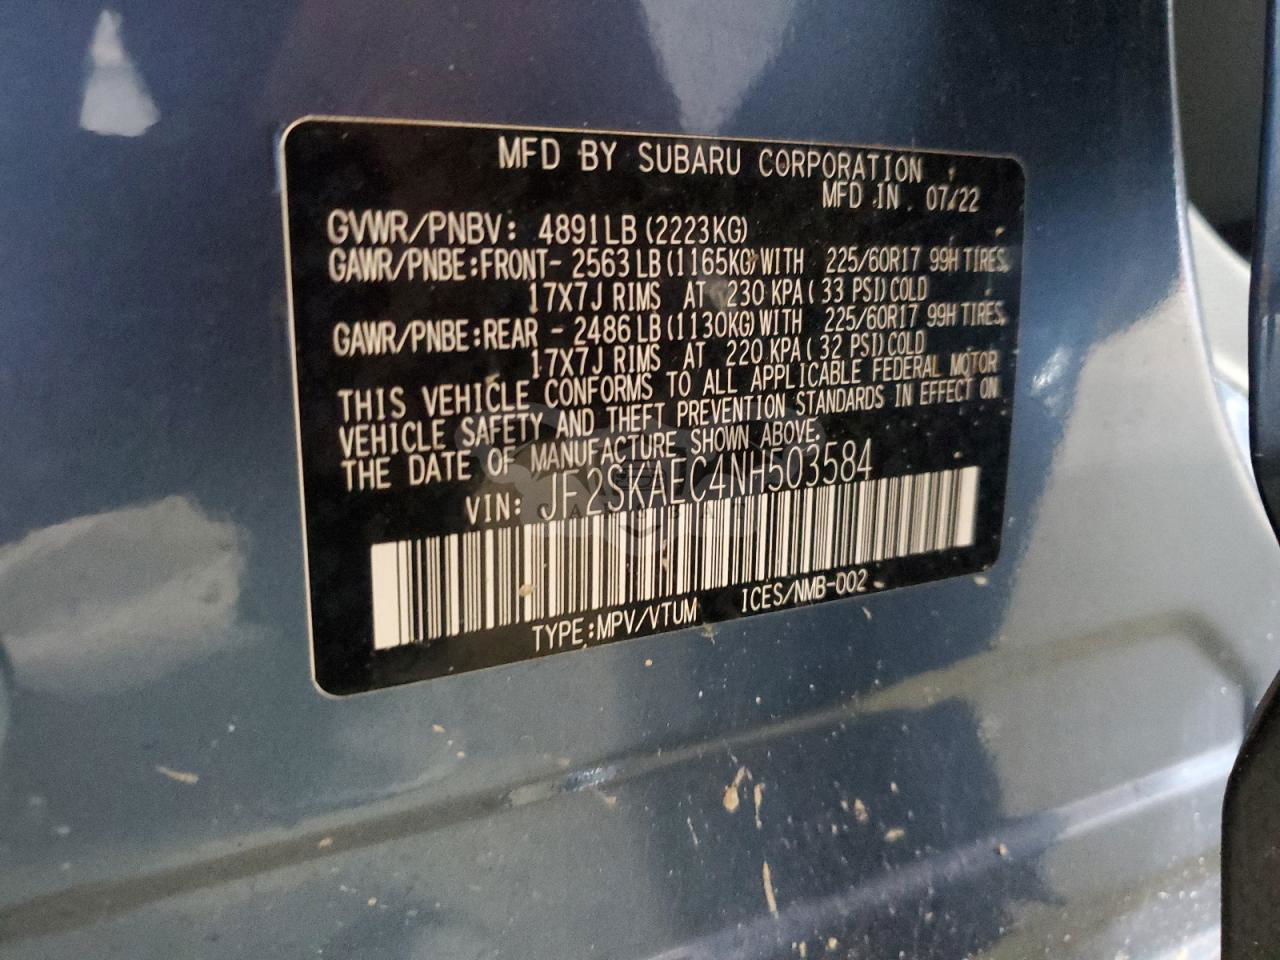 MFD BY SUBARU CORPORATION
MFD IN 07/22
GVWR/PNBV: 4891LB (2223KG)
GAWR/PNBE:FRONT- 2563 LB (1165KG) WITH 225/60R17 99H TIRES,
17X7J RIMS AT 230 KPA ( 33 PSI) COLD
GAWR/PNBE:REAR - 2486 LB (1130KG) WITH 225/60R17 99H TIRES,
17X7J RIMS AT 220 KPA ( 32 PSI) COLD
THIS VEHICLE CONFORMS TO ALL APPLICABLE FEDERAL MOTOR
VEHICLE SAFETY AND THEFT PREVENTION STANDARDS IN EFFECT ON
THE DATE OF MANUFACTURE SHOWN ABOVE.
VIN: JF2SKAEC4NH503584
TYPE:MPV/VTUM ICES/NMB-002